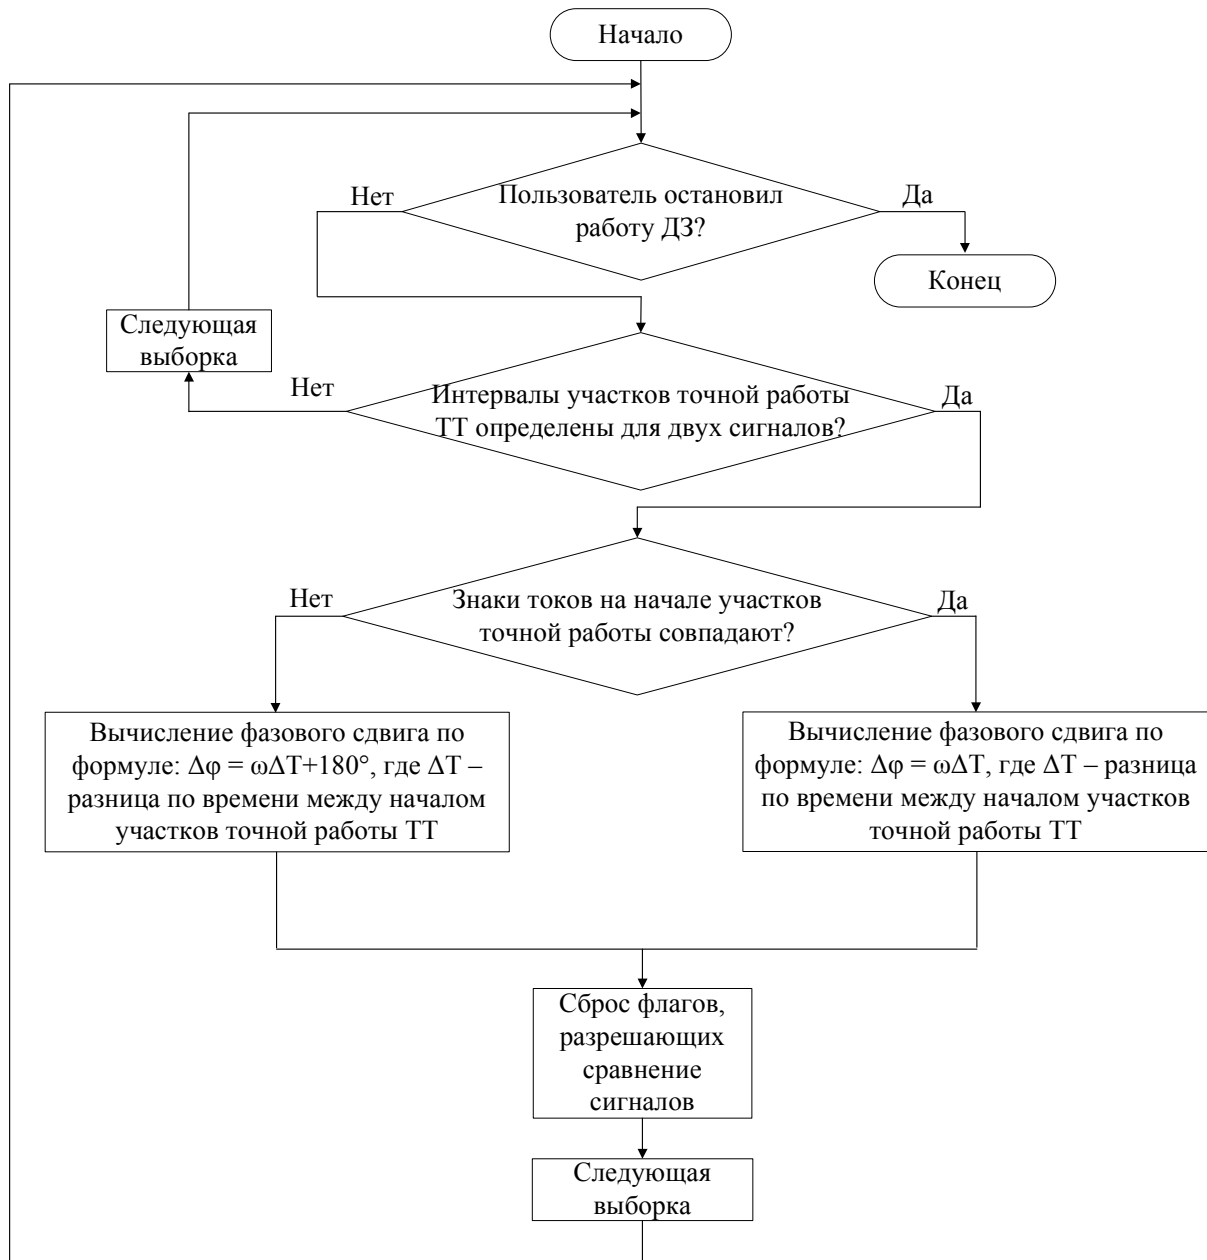 Начало
Нет
Пользователь остановил
работу ДЗ?
Да
Конец
Следующая
выборка
Нет
Интервалы участков точной работы
ТТ определены для двух сигналов?
Да
Нет
Знаки токов на начале участков
точной работы совпадают?
Да
Вычисление фазового сдвига по
формуле: Δφ = ωΔT+180°, где ΔT –
разница по времени между началом
участков точной работы ТТ
Вычисление фазового сдвига по
формуле: Δφ = ωΔT, где ΔT – разница
по времени между началом участков
точной работы ТТ
Сброс флагов,
разрешающих
сравнение
сигналов
Следующая
выборка